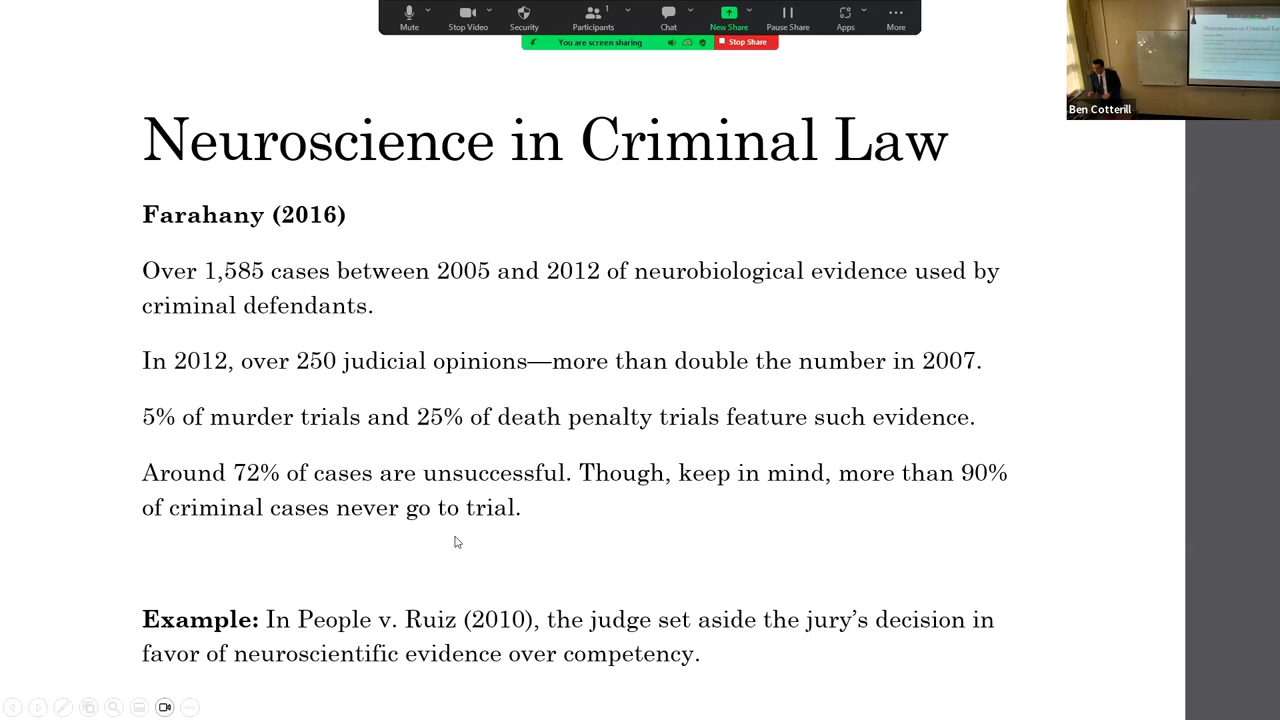 Mute
Stop Video
Security
Participants
1
Chat
New Share
Pause Share
Apps
More
You are screen sharing
Stop Share
Ben Cotterill
Neuroscience in Criminal Law
Farahany (2016)
Over 1,585 cases between 2005 and 2012 of neurobiological evidence used by
criminal defendants.
In 2012, over 250 judicial opinions—more than double the number in 2007.
5% of murder trials and 25% of death penalty trials feature such evidence.
Around 72% of cases are unsuccessful. Though, keep in mind, more than 90%
of criminal cases never go to trial.
Example: In People v. Ruiz (2010), the judge set aside the jury’s decision in
favor of neuroscientific evidence over competency.